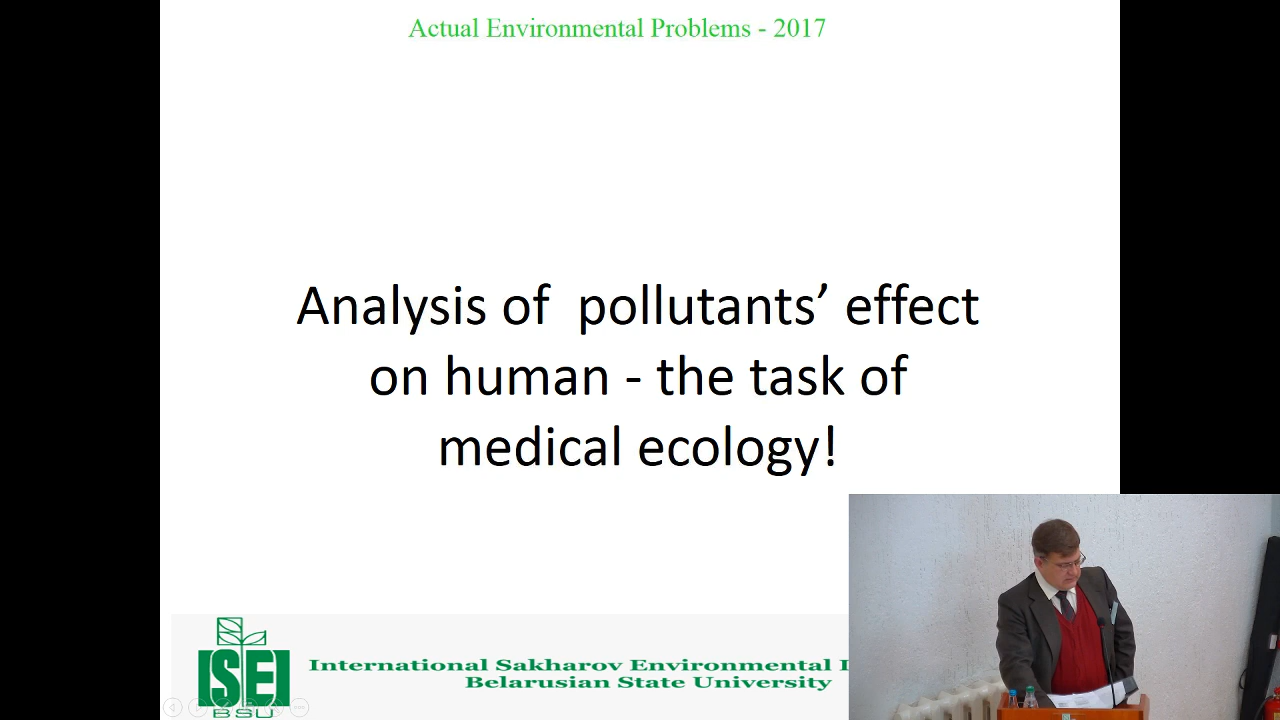 Actual Environmental Problems - 2017
Analysis of pollutants’ effect
on human - the task of
medical ecology!
ISEI
BSU
International Sakharov Environmental
Belarusian State University